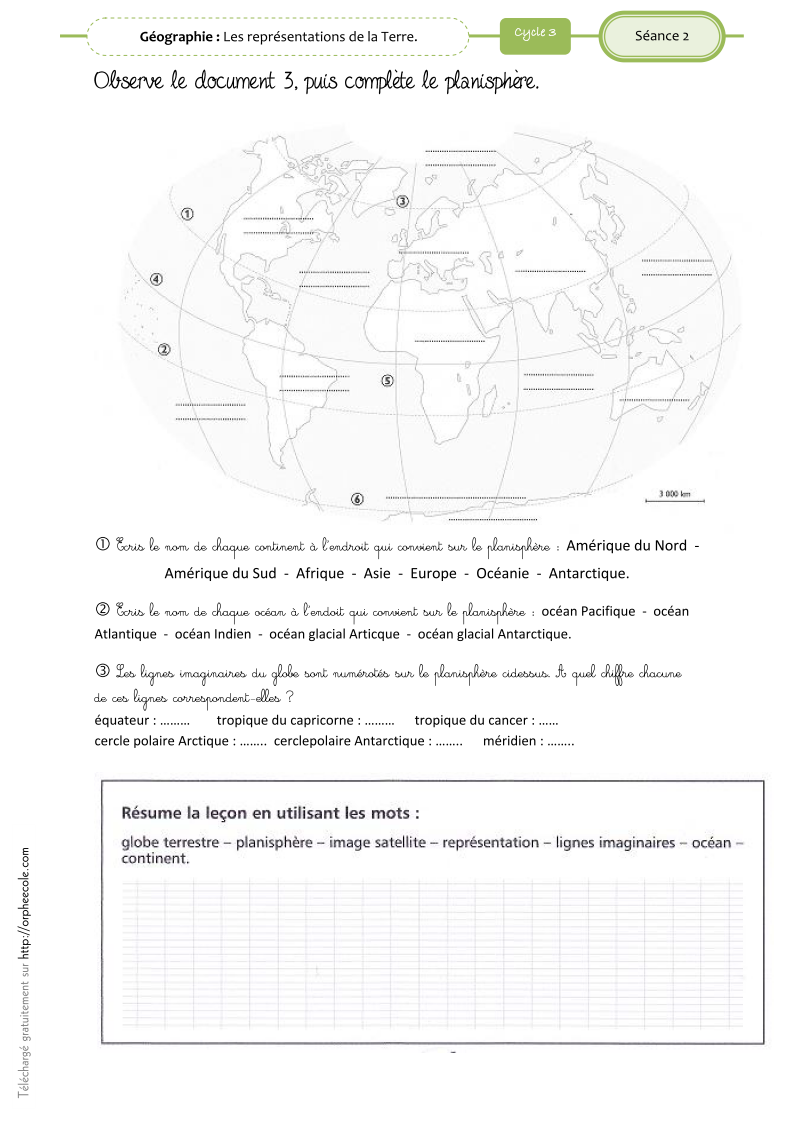 Géographie : Les représentations de la Terre.
Cycle 3
Séance 2
Observe le document 3, puis complète le planisphère.
①
③
④
②
⑤
⑥
3 000 km
① Écris le nom de chaque continent à l'endroit qui convient sur le planisphère : Amérique du Nord -
Amérique du Sud - Afrique - Asie - Europe - Océanie - Antarctique.
② Écris le nom de chaque océan à l'endoit qui convient sur le planisphère : océan Pacifique - océan
Atlantique - océan Indien - océan glacial Articque - océan glacial Antarctique.
③ Les lignes imaginaires du globe sont numérotés sur le planisphère cidessus. A quel chiffre chacune
de ces lignes correspondent-elles ?
équateur : ......... tropique du capricorne : ......... tropique du cancer : ......
cercle polaire Arctique : ........ cerclepolaire Antarctique : ........ méridien : ........
Résume la leçon en utilisant les mots :
globe terrestre – planisphère – image satellite – représentation – lignes imaginaires – océan –
continent.
Téléchargé gratuitement sur http://orpheecole.com